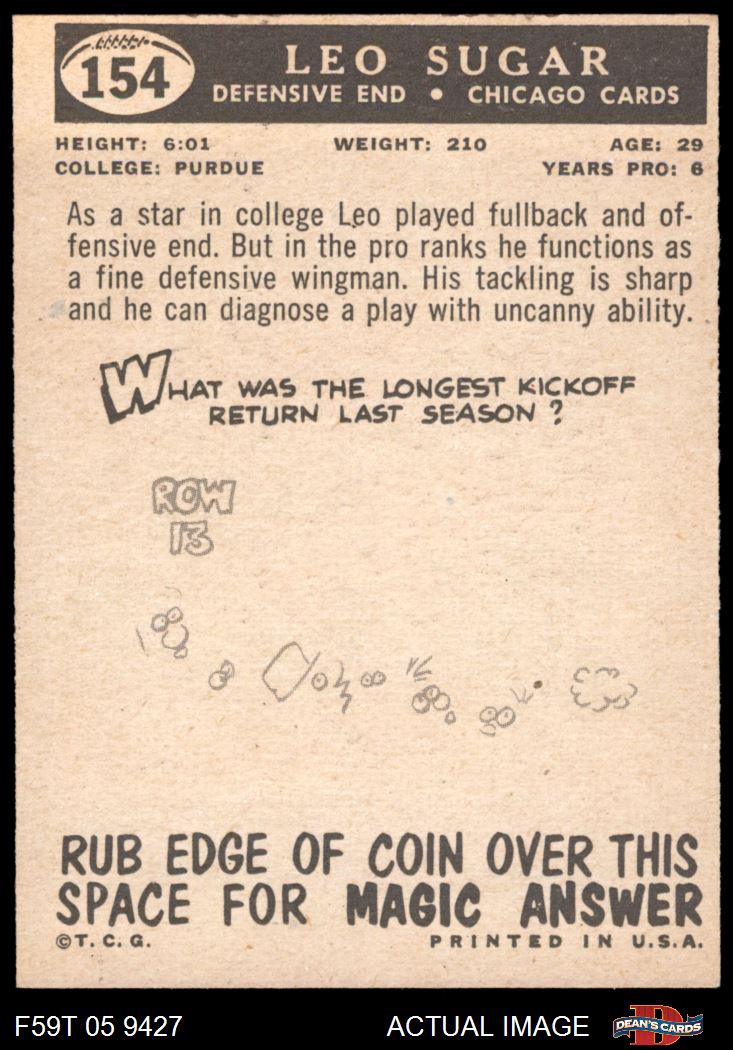 154
LEO SUGAR
DEFENSIVE END • CHICAGO CARDS
HEIGHT: 6:01 WEIGHT: 210 AGE: 29
COLLEGE: PURDUE YEARS PRO: 6
As a star in college Leo played fullback and of-
fensive end. But in the pro ranks he functions as
a fine defensive wingman. His tackling is sharp
and he can diagnose a play with uncanny ability.
WHAT WAS THE LONGEST KICKOFF
RETURN LAST SEASON ?
ROW
13
RUB EDGE OF COIN OVER THIS
SPACE FOR MAGIC ANSWER
© T. C. G. PRINTED IN U.S.A.
F59T 05 9427 ACTUAL IMAGE D DEAN'S CARDS